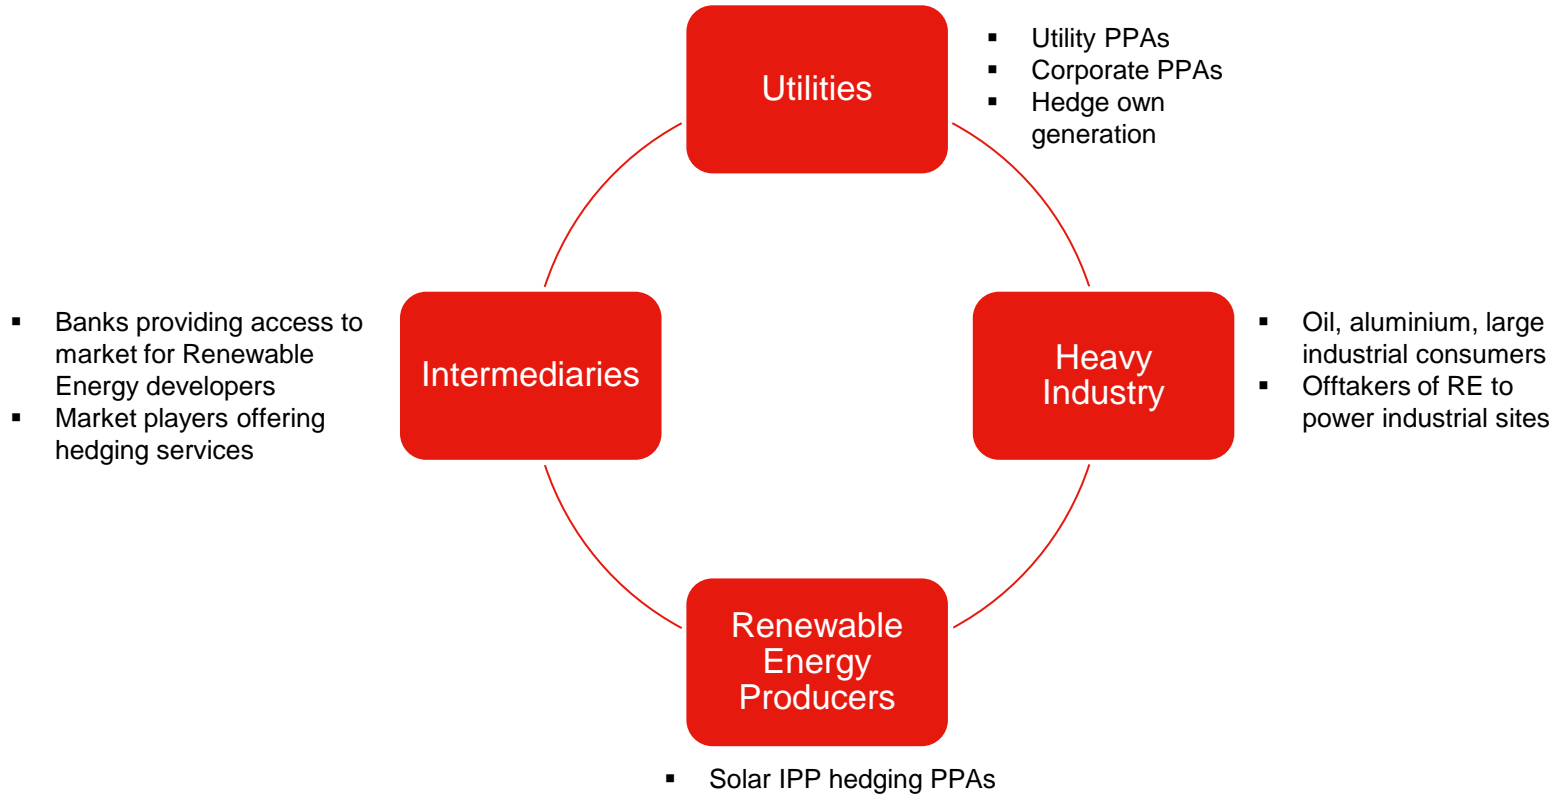 Utilities
▪ Utility PPAs
▪ Corporate PPAs
▪ Hedge own
generation
▪ Banks providing access to
market for Renewable
Energy developers
▪ Market players offering
hedging services
Intermediaries
Heavy
Industry
▪ Oil, aluminium, large
industrial consumers
▪ Offtakers of RE to
power industrial sites
Renewable
Energy
Producers
▪ Solar IPP hedging PPAs